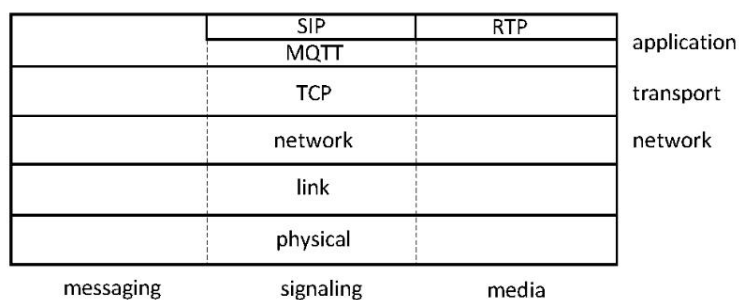 SIP RTP
MQTT application
TCP transport
network network
link
physical
messaging signaling media